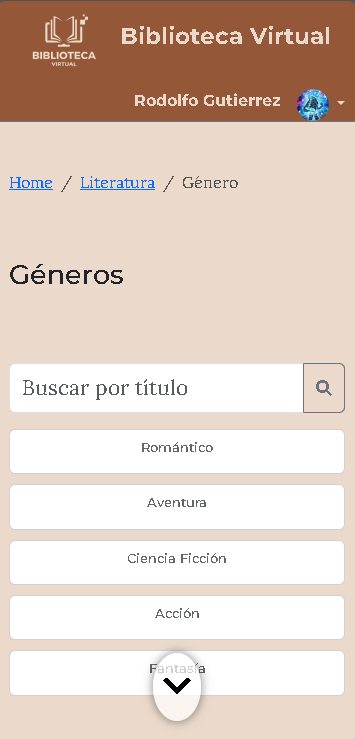 BIBLIOTECA
VIRTUAL
Biblioteca Virtual
Rodolfo Gutierrez
Home / Literatura / Género
Géneros
Buscar por título
Romántico
Aventura
Ciencia Ficción
Acción
Fantasía